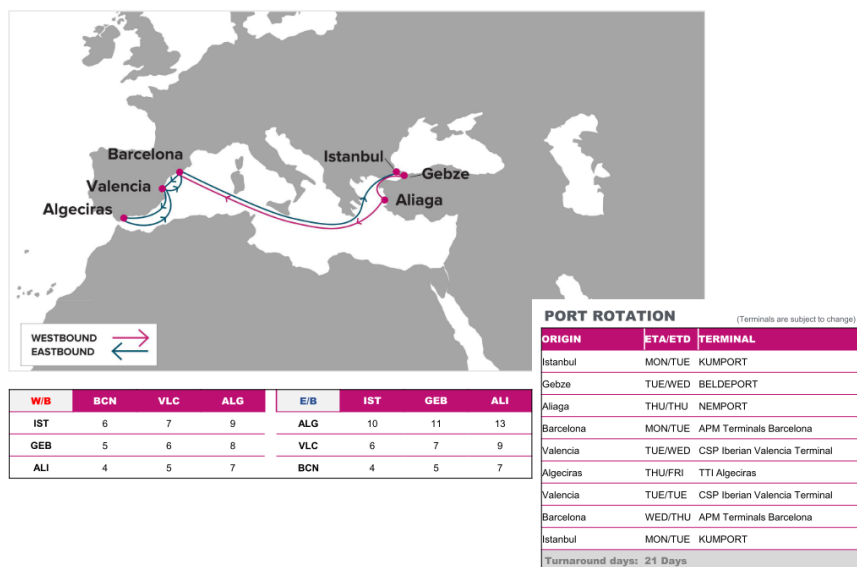 Barcelona
Istanbul
Gebze
Valencia
Algeciras
Aliaga
WESTBOUND
EASTBOUND
PORT ROTATION (Terminals are subject to change)
ORIGIN ETA/ETD TERMINAL
Istanbul MON/TUE KUMPORT
Gebze TUE/WED BELDEPORT
Aliaga THU/THU NEMPORT
Barcelona MON/TUE APM Terminals Barcelona
Valencia TUE/WED CSP Iberian Valencia Terminal
Algeciras THU/FRI TTI Algeciras
Valencia TUE/TUE CSP Iberian Valencia Terminal
Barcelona WED/THU APM Terminals Barcelona
Istanbul MON/TUE KUMPORT
Turnaround days: 21 Days
W/B BCN VLC ALG E/B IST GEB ALI
IST 6 7 9 ALG 10 11 13
GEB 5 6 8 VLC 6 7 9
ALI 4 5 7 BCN 4 5 7